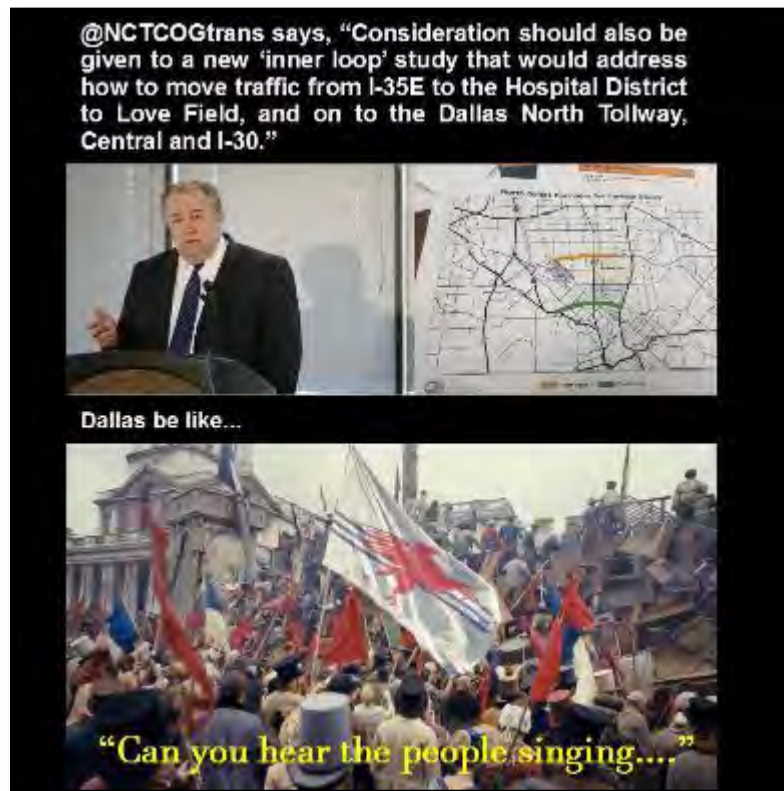 @NCTCOGtrans says, “Consideration should also be
given to a new ‘inner loop’ study that would address
how to move traffic from I-35E to the Hospital District
to Love Field, and on to the Dallas North Tollway,
Central and I-30.”
Dallas be like...
“Can you hear the people singing....”